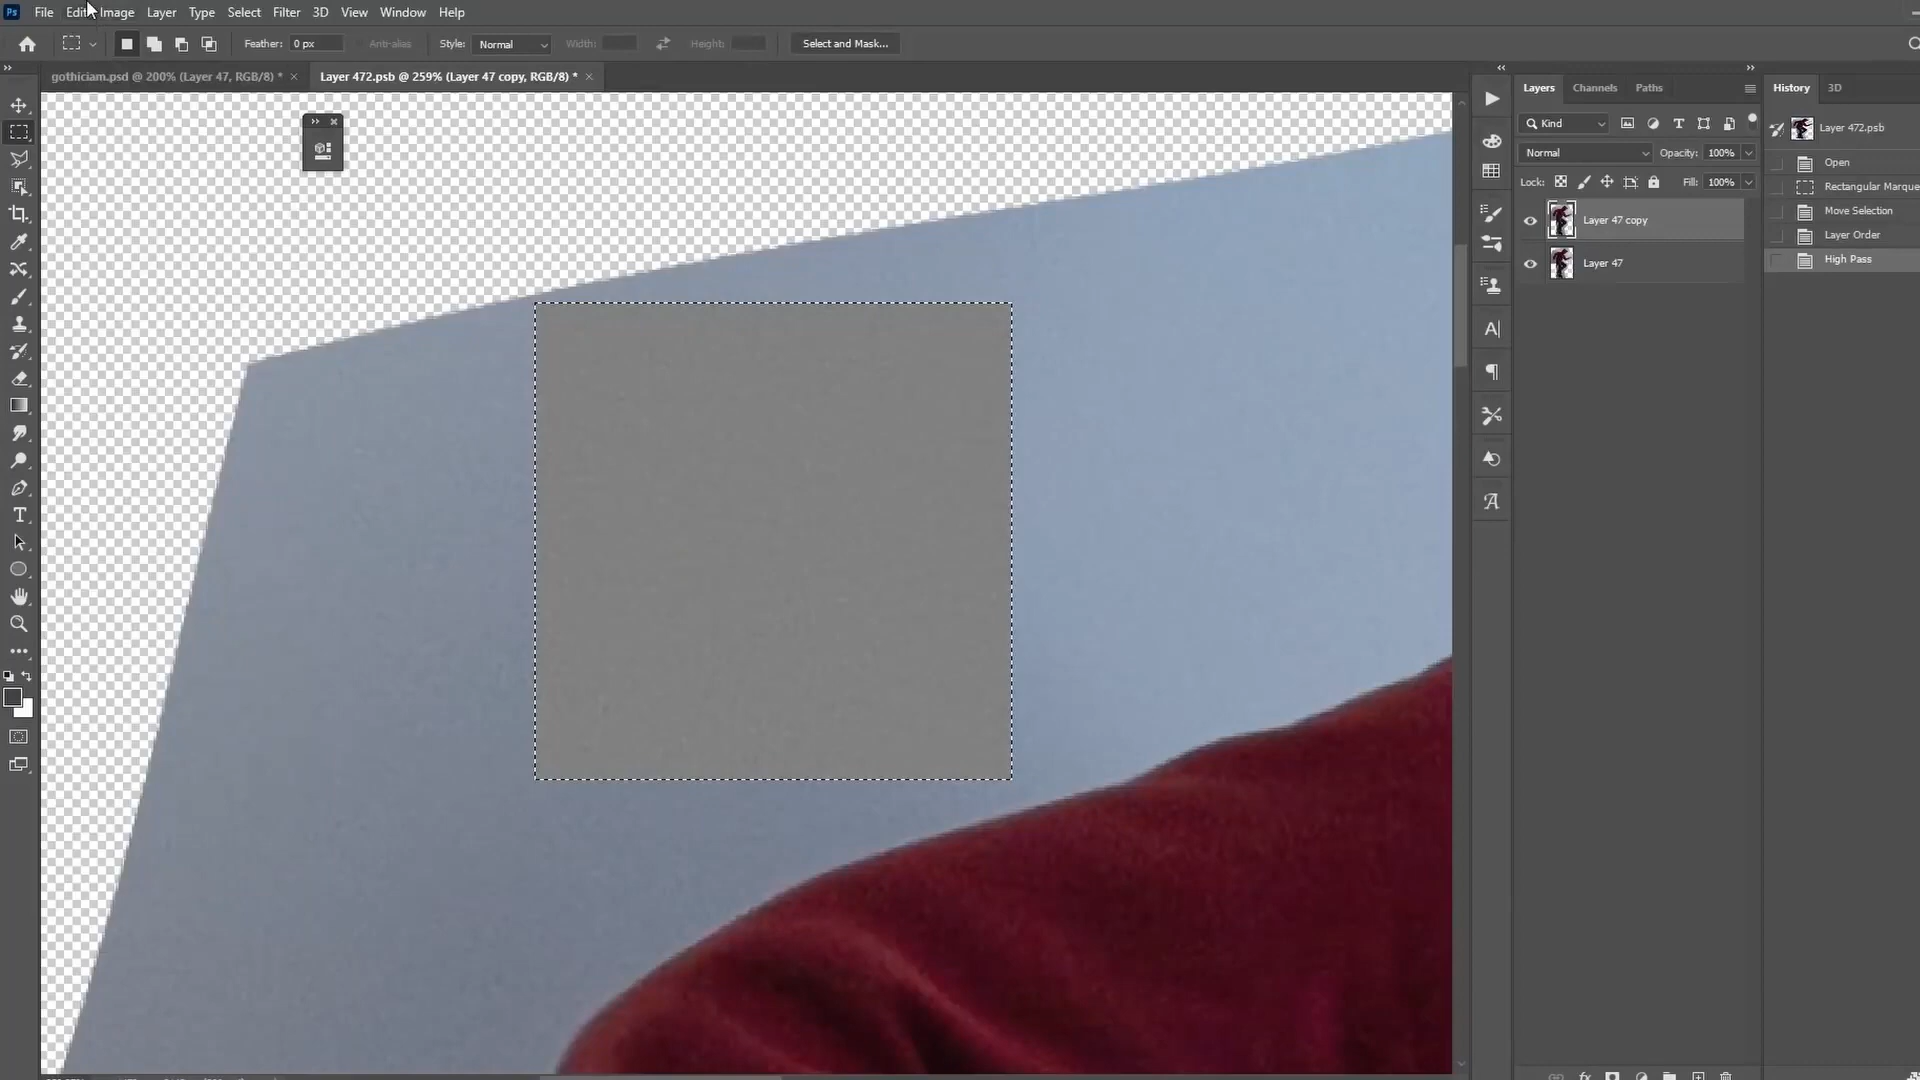 Ps File Edit Image Layer Type Select Filter 3D View Window Help
Feather: 0 px Anti-alias Style: Normal Width: Height: Select and Mask...
gothiciam.psd @ 200% (Layer 47, RGB/8) * × Layer 472.psb @ 259% (Layer 47 copy, RGB/8) * ×
Layers Channels Paths
Kind
Normal Opacity: 100%
Lock: Fill: 100%
Layer 47 copy
Layer 47
History 3D
Layer 472.psb
Open
Rectangular Marque
Move Selection
Layer Order
High Pass